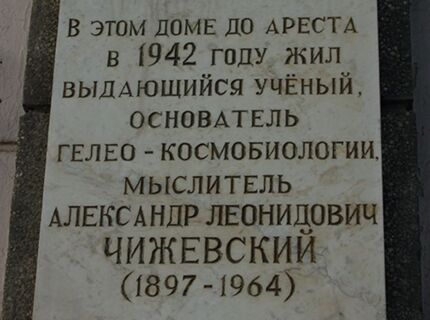 В ЭТОМ ДОМЕ ДО АРЕСТА
В 1942 ГОДУ ЖИЛ
ВЫДАЮЩИЙСЯ УЧЁНЫЙ,
ОСНОВАТЕЛЬ
ГЕЛЕО - КОСМОБИОЛОГИИ,
МЫСЛИТЕЛЬ
АЛЕКСАНДР ЛЕОНИДОВИЧ
ЧИЖЕВСКИЙ
(1897 - 1964)